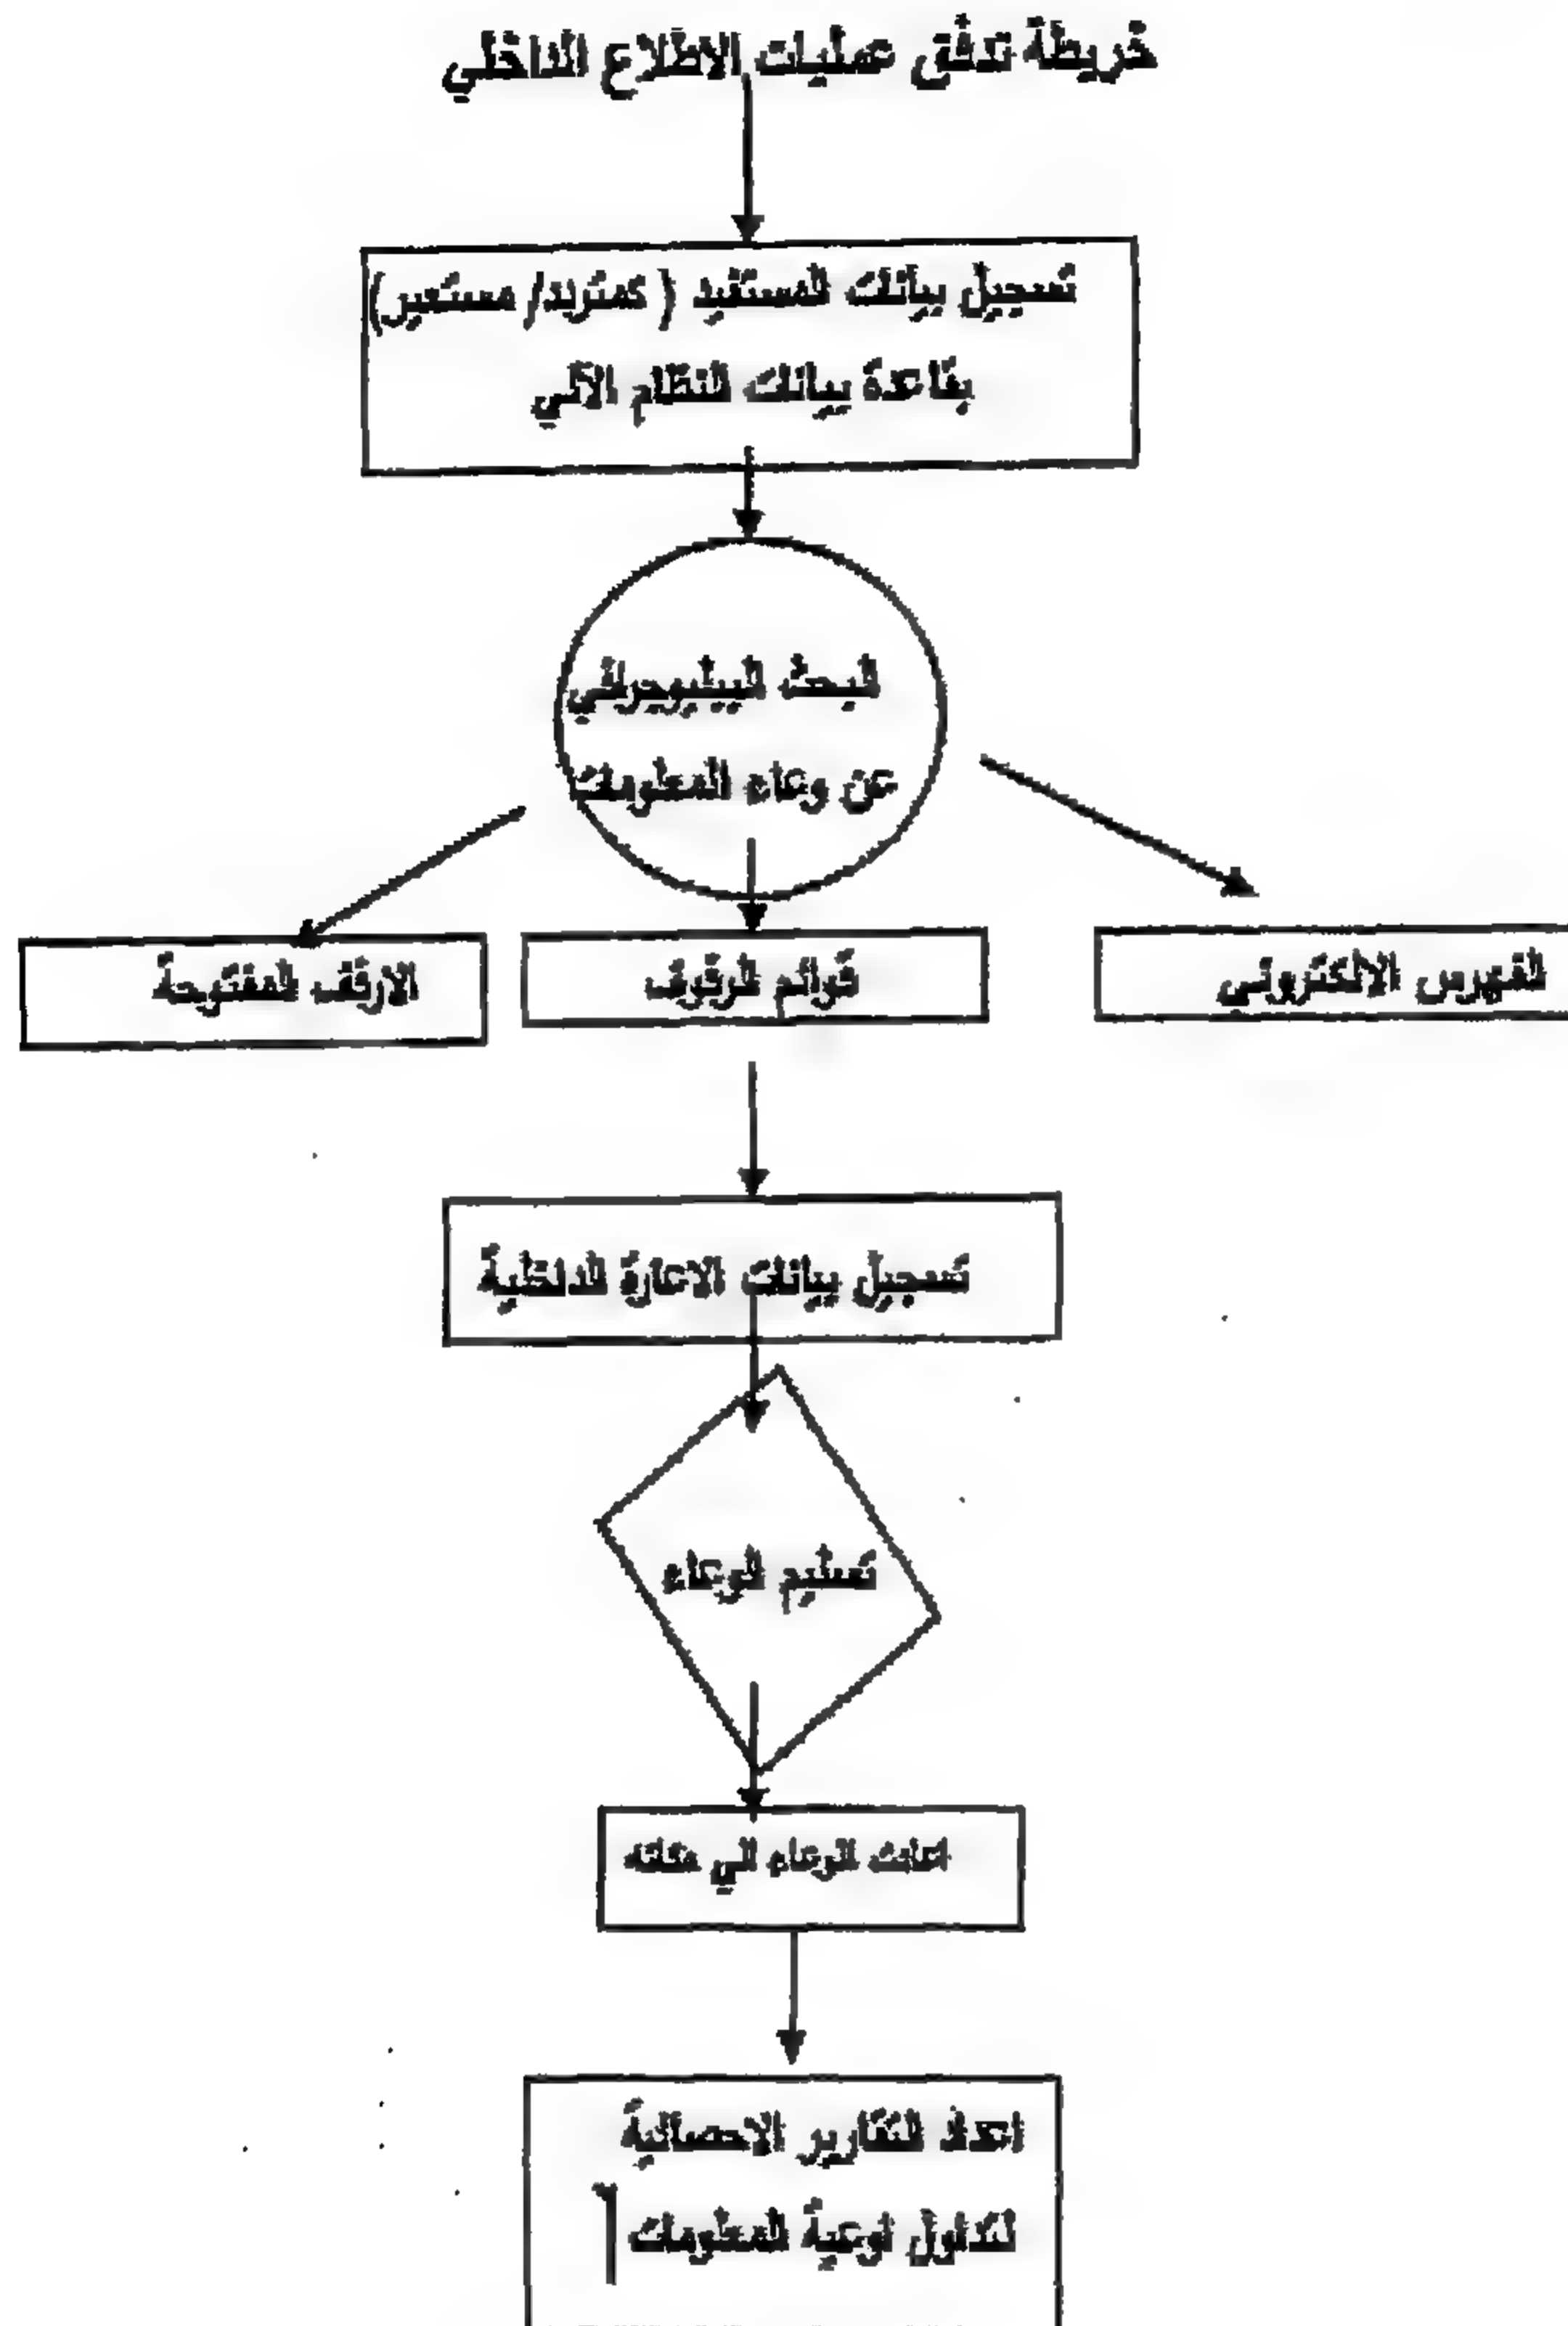 خريطة تدفق عمليات الاطلاع الداخلي
تسجيل بيانات المستفيد ( كمتردد/ مستعير)
بقاعدة بيانات النظام الآلي
البحث الببليوجرافي
عن وعاء المعلومات
الفهرس الالكتروني
قوائم الرفوف
الارفف المفتوحة
تسجيل بيانات الاعارة الداخلية
تسليم الوعاء
الوعاء الي مكانه
اعداد التقارير الاحصائية
لتداول اوعية المعلومات